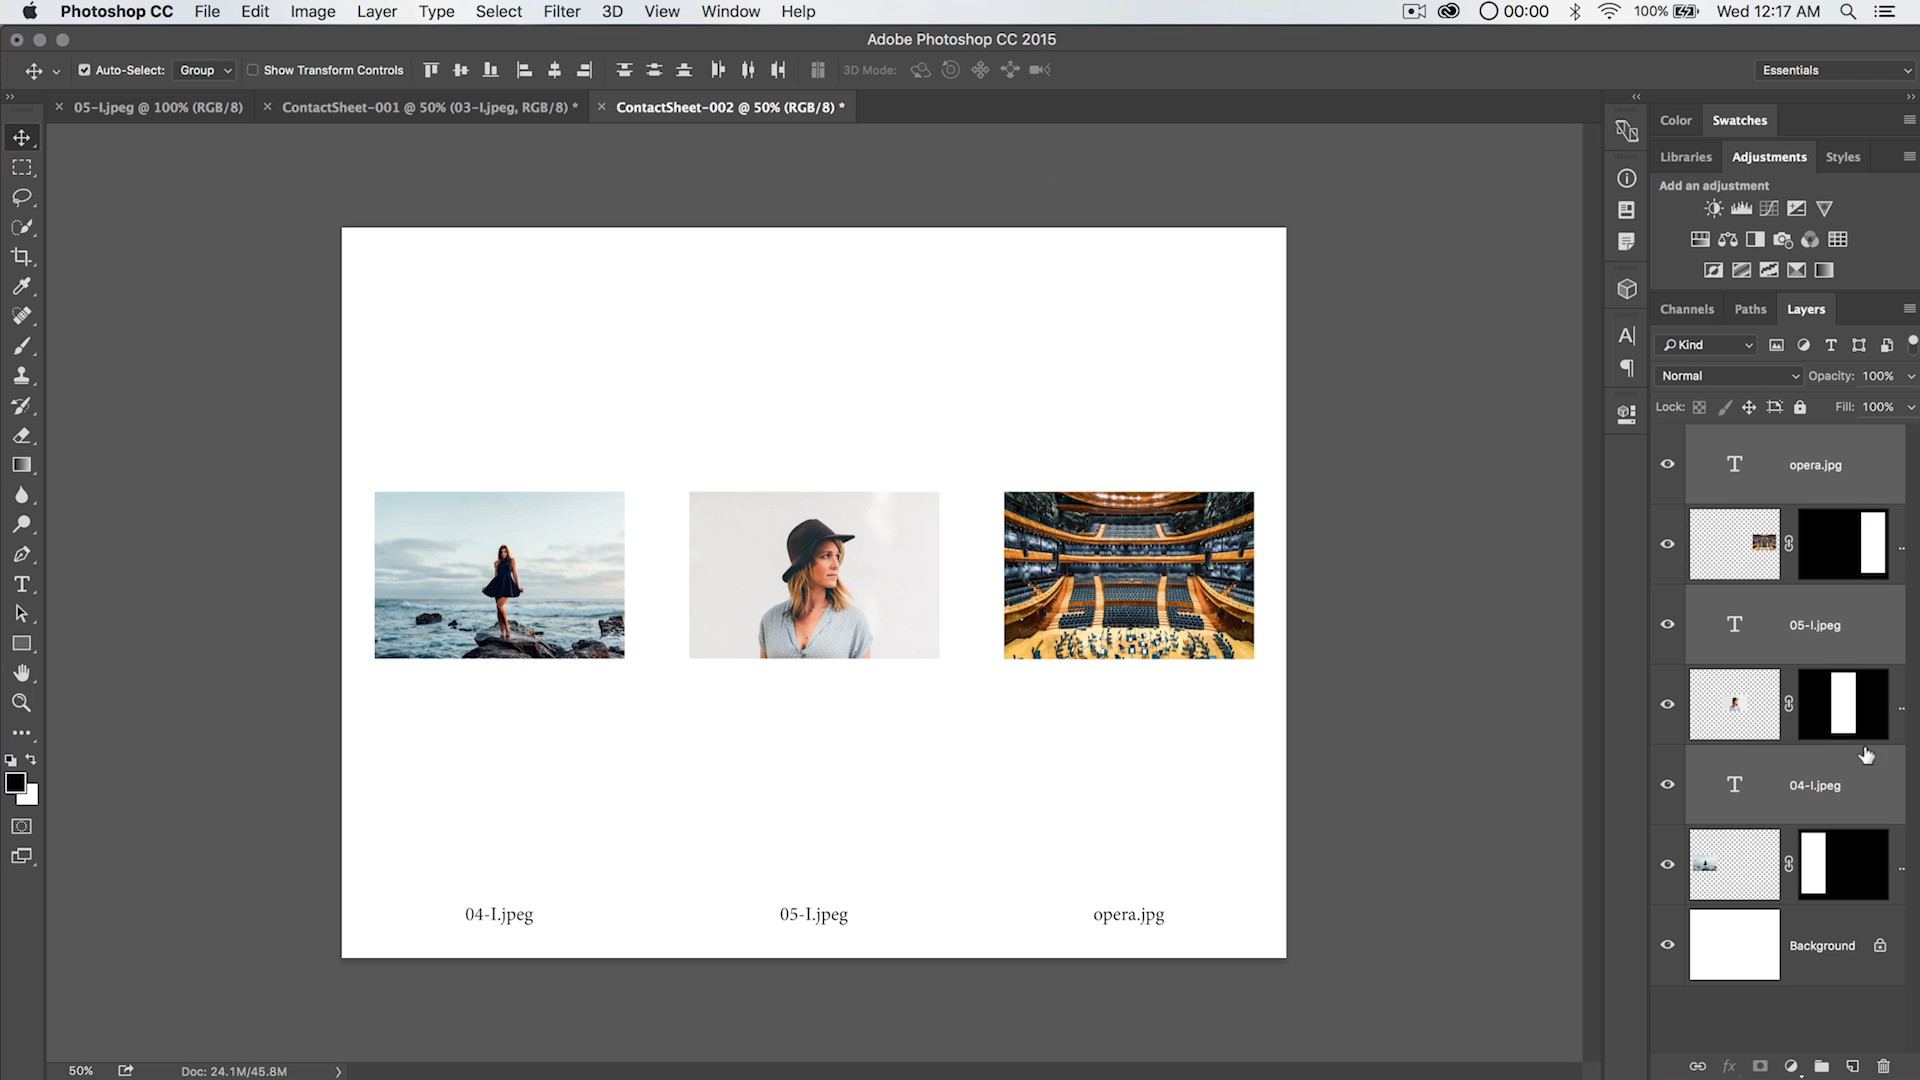 Photoshop CC File Edit Image Layer Type Select Filter 3D View Window Help 00:00 100% Wed 12:17 AM
Adobe Photoshop CC 2015
Auto-Select: Group Show Transform Controls 3D Mode: Essentials
05-I.jpeg @ 100% (RGB/8) ContactSheet-001 @ 50% (03-I.jpeg, RGB/8) * ContactSheet-002 @ 50% (RGB/8) *
Color Swatches
Libraries Adjustments Styles
Add an adjustment
Channels Paths Layers
Kind
Normal Opacity: 100%
Lock: Fill: 100%
opera.jpg
05-I.jpeg
04-I.jpeg
Background
04-I.jpeg 05-I.jpeg opera.jpg
50% Doc: 24.1M/45.8M